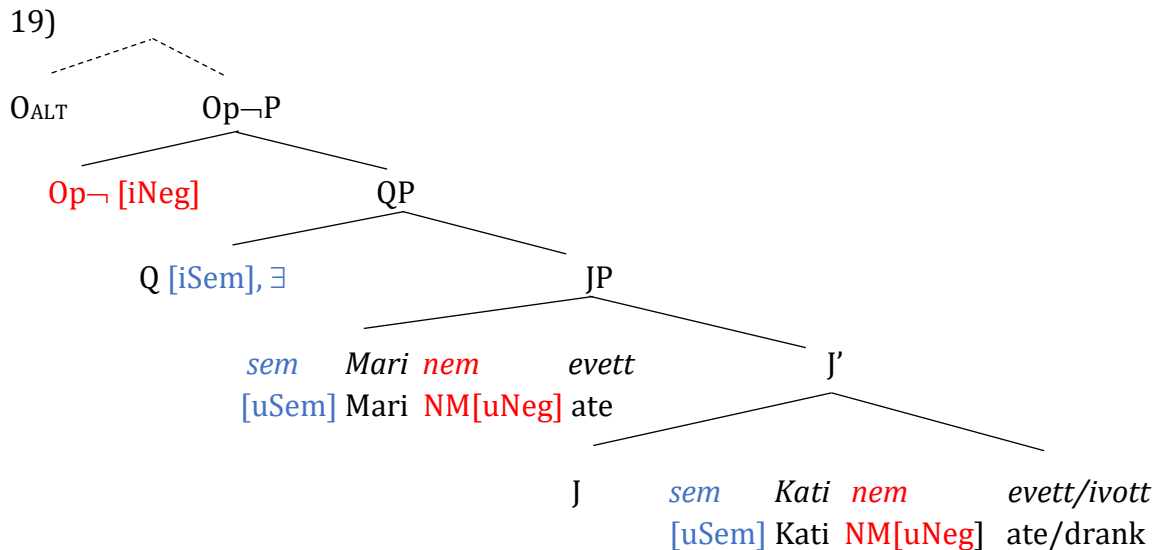 19)
OALT Op¬P
Op¬ [iNeg] QP
Q [iSem], ∃ JP
sem Mari nem evett J’
[uSem] Mari NM[uNeg] ate
J sem Kati nem evett/ivott
[uSem] Kati NM[uNeg] ate/drank